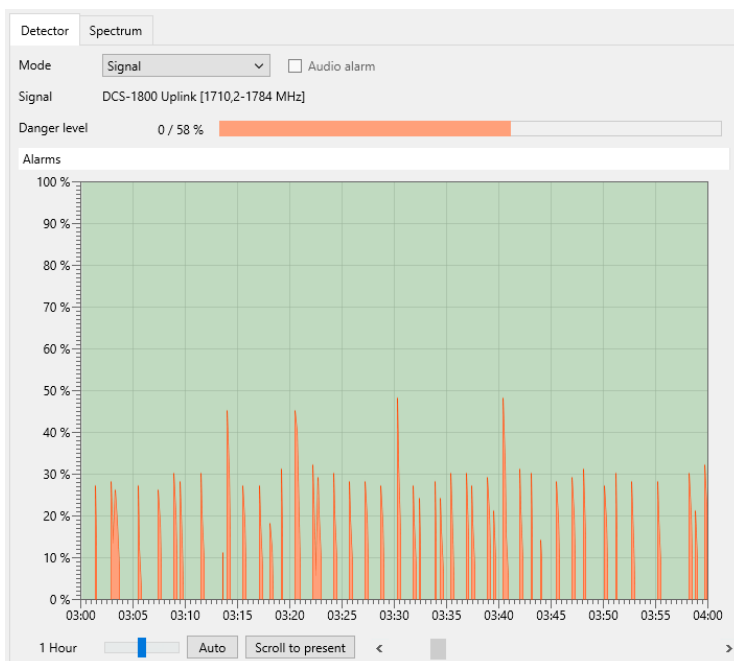 Detector Spectrum
Mode Signal Audio alarm
Signal DCS-1800 Uplink [1710,2-1784 MHz]
Danger level 0 / 58 %
Alarms
100 %
90 %
80 %
70 %
60 %
50 %
40 %
30 %
20 %
10 %
0 %
03:00 03:05 03:10 03:15 03:20 03:25 03:30 03:35 03:40 03:45 03:50 03:55 04:00
1 Hour Auto Scroll to present < >